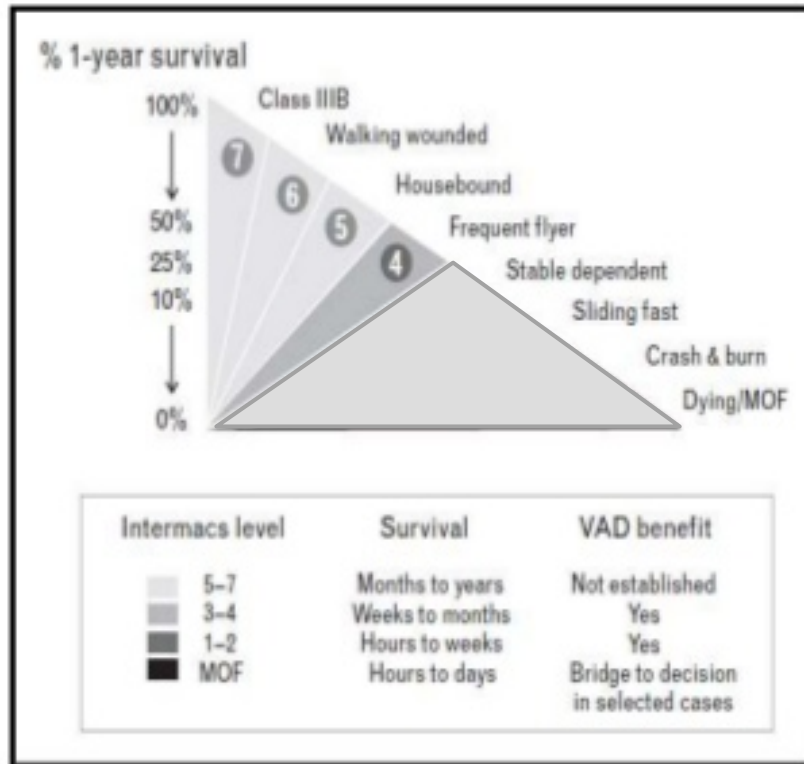 % 1-year survival
100%
Class IIIB
Walking wounded
7
6
Housebound
50%
5
Frequent flyer
25%
4
Stable dependent
10%
Sliding fast
Crash & burn
Dying/MOF
0%
Intermacs level Survival VAD benefit
5–7 Months to years Not established
3–4 Weeks to months Yes
1–2 Hours to weeks Yes
MOF Hours to days Bridge to decision
in selected cases